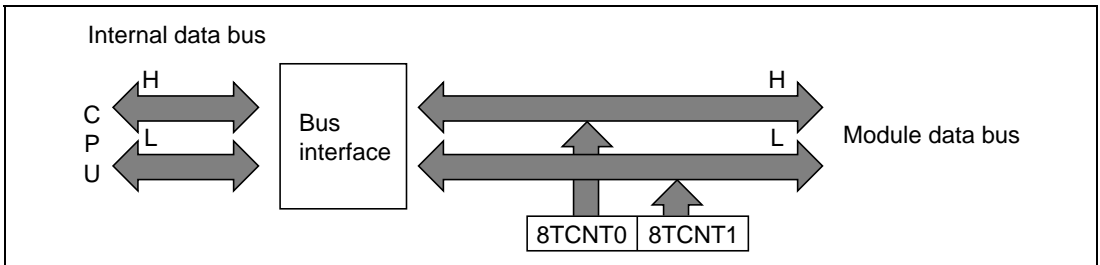 Internal data bus
H
H
C
P
U
L
L
Bus
interface
Module data bus
8TCNT0
8TCNT1